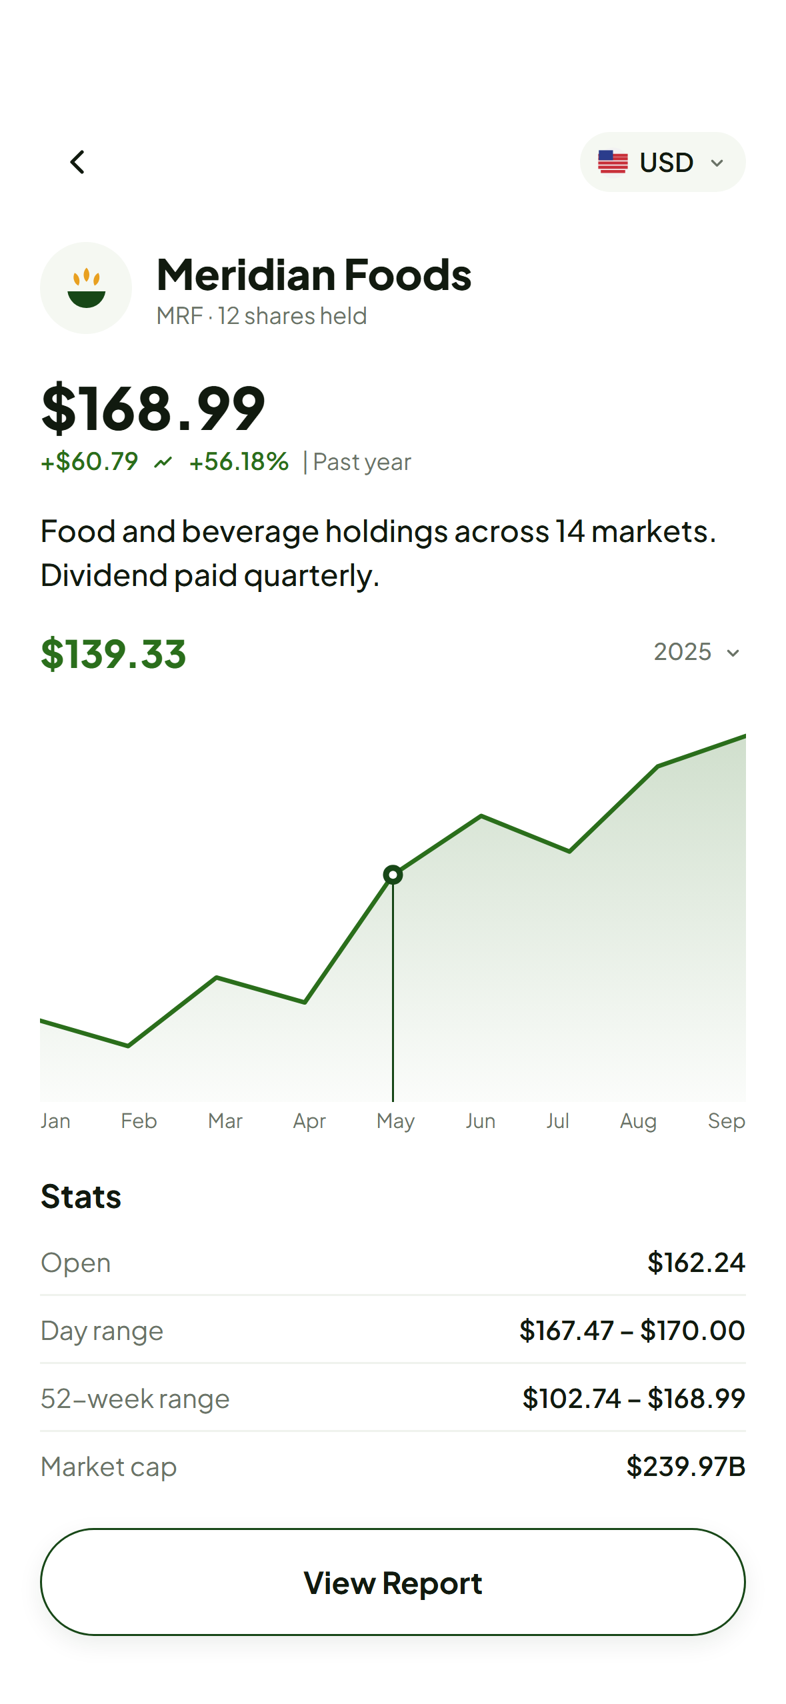 USD
Meridian Foods
MRF · 12 shares held
$168.99
+$60.79 +56.18% | Past year
Food and beverage holdings across 14 markets.
Dividend paid quarterly.
$139.33 2025
Jan Feb Mar Apr May Jun Jul Aug Sep
Stats
Open $162.24
Day range $167.47 – $170.00
52–week range $102.74 – $168.99
Market cap $239.97B
View Report